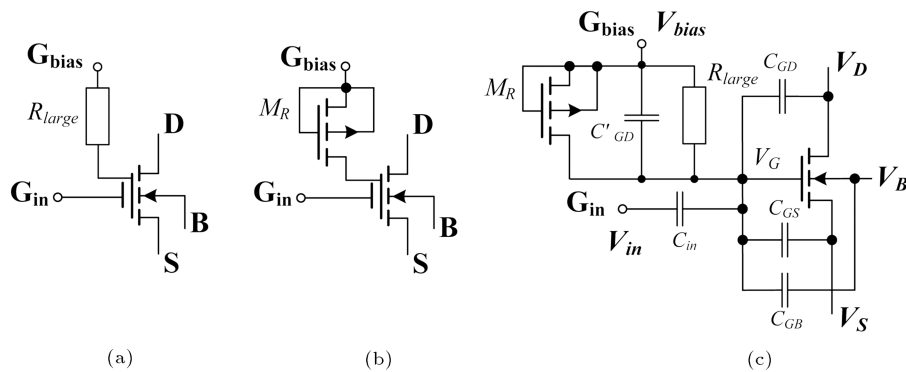 G_bias
R_large
D
G_in
B
S
(a)
G_bias
M_R
D
G_in
B
S
(b)
G_bias V_bias
M_R
C'_GD
R_large
C_GD
V_D
V_G
V_B
G_in
V_in
C_in
C_GS
C_GB
V_S
(c)